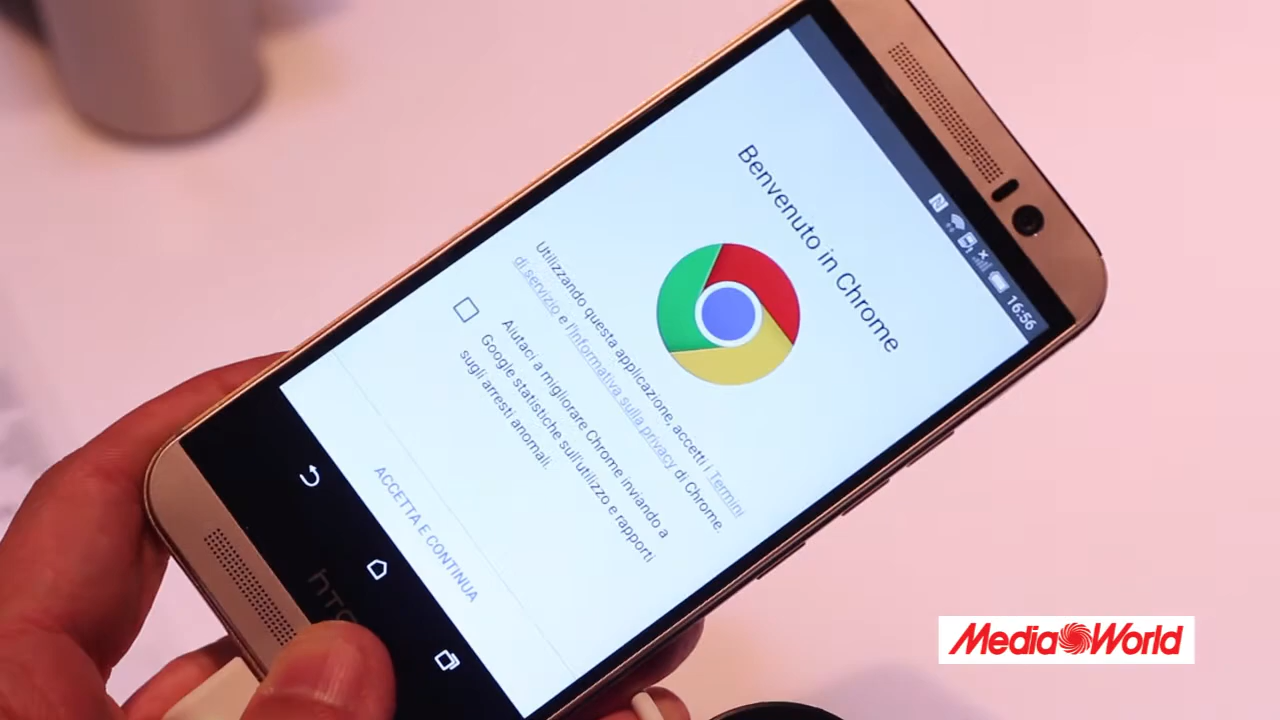 16:56
Benvenuto in Chrome
Utilizzando questa applicazione, accetti i Termini
di servizio e l'Informativa sulla privacy di Chrome.
Aiutaci a migliorare Chrome inviando a
Google statistiche sull'utilizzo e rapporti
sugli arresti anomali.
ACCETTA E CONTINUA
hTC
MediaWorld